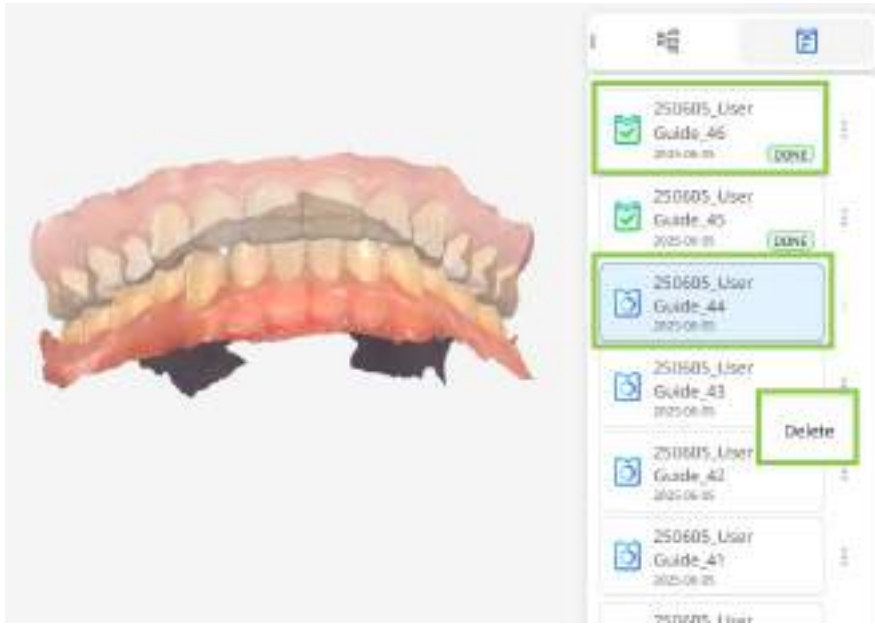 250605_User
Guide_46
2025-06-05
DONE
250605_User
Guide_45
2025-06-05
DONE
250605_User
Guide_44
2025-06-05
250605_User
Guide_43
2025-06-05
Delete
250605_User
Guide_42
2025-06-05
250605_User
Guide_41
2025-06-05
250605_User